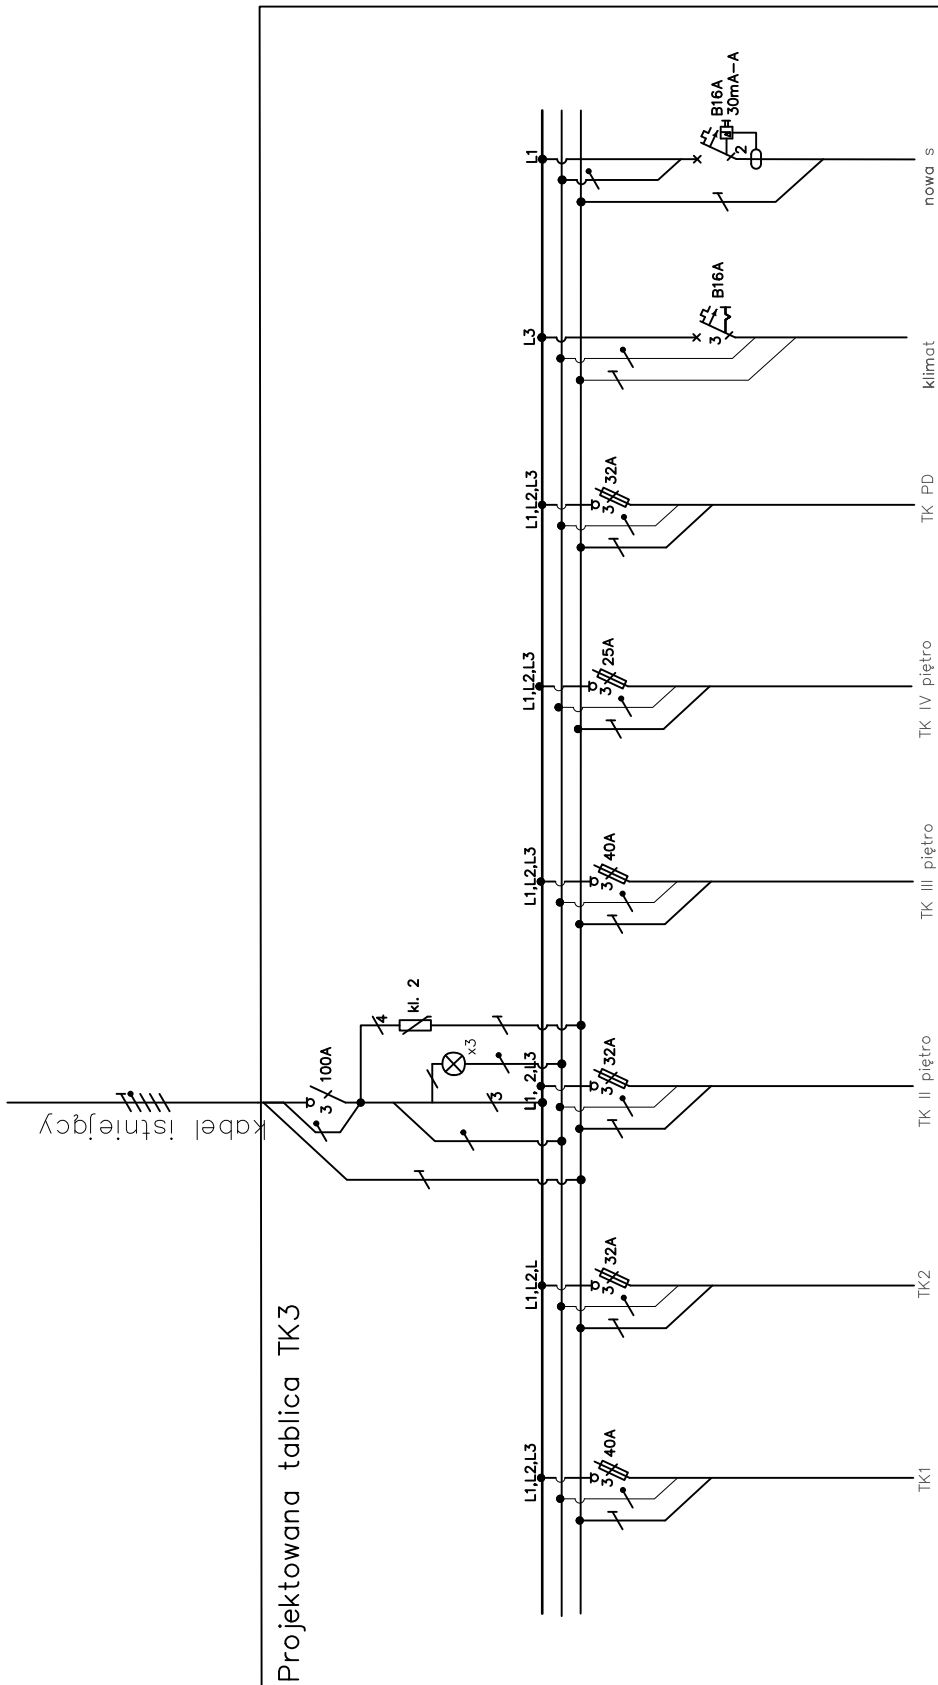 Projektowana tablica TK3
kabel istniejący
3
100A
4
kl. 2
x3
3
L1,L2,L3
3
40A
TK1
L1,L2,L
3
32A
TK2
L1, 2,L3
3
32A
TK II piętro
L1,L2,L3
3
40A
TK III piętro
L1,L2,L3
3
25A
TK IV piętro
L1,L2,L3
3
32A
TK PD
L3
3
B16A
klimat
L1
2
B16A
30mA-A
nowa s